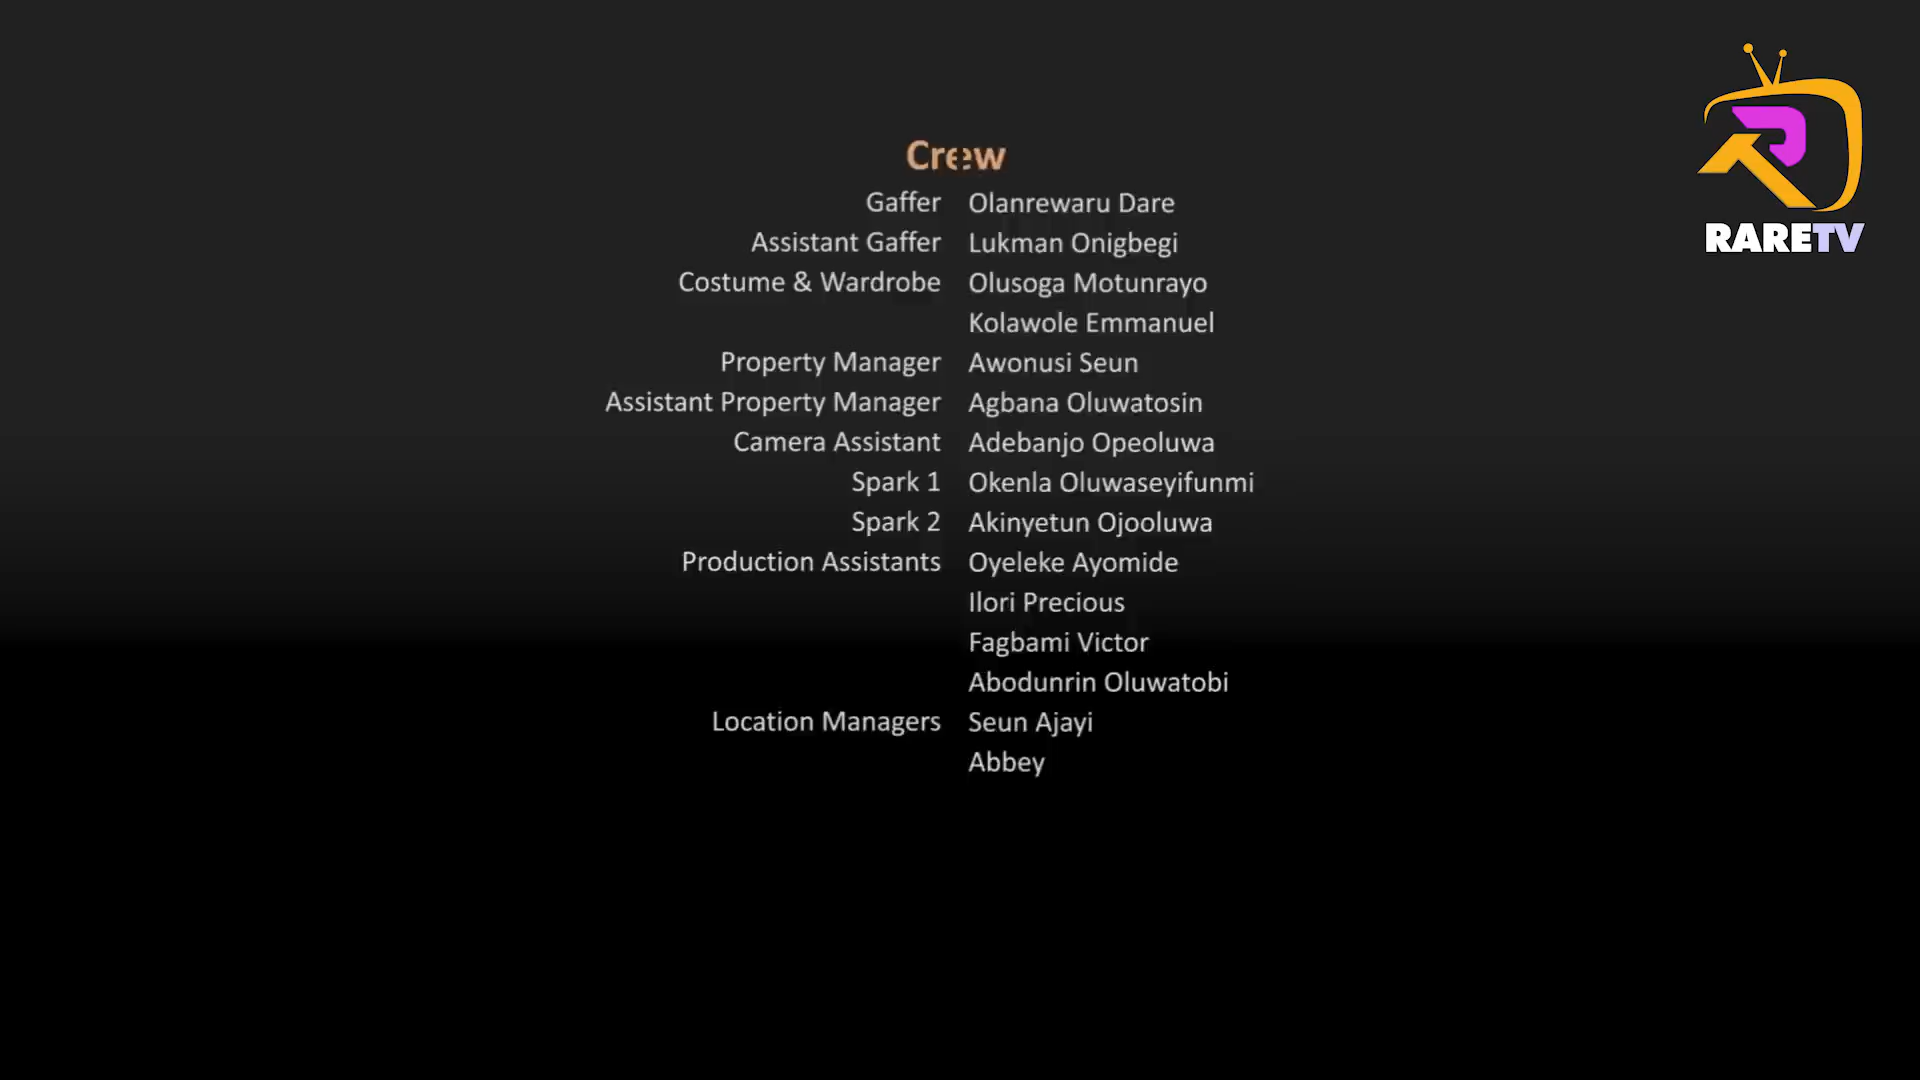 Crew
Gaffer Olanrewaru Dare
Assistant Gaffer Lukman Onigbegi
Costume & Wardrobe Olusoga Motunrayo
Kolawole Emmanuel
Property Manager Awonusi Seun
Assistant Property Manager Agbana Oluwatosin
Camera Assistant Adebanjo Opeoluwa
Spark 1 Okenla Oluwaseyifunmi
Spark 2 Akinyetun Ojooluwa
Production Assistants Oyeleke Ayomide
Ilori Precious
Fagbami Victor
Abodunrin Oluwatobi
Location Managers Seun Ajayi
Abbey
RARETV